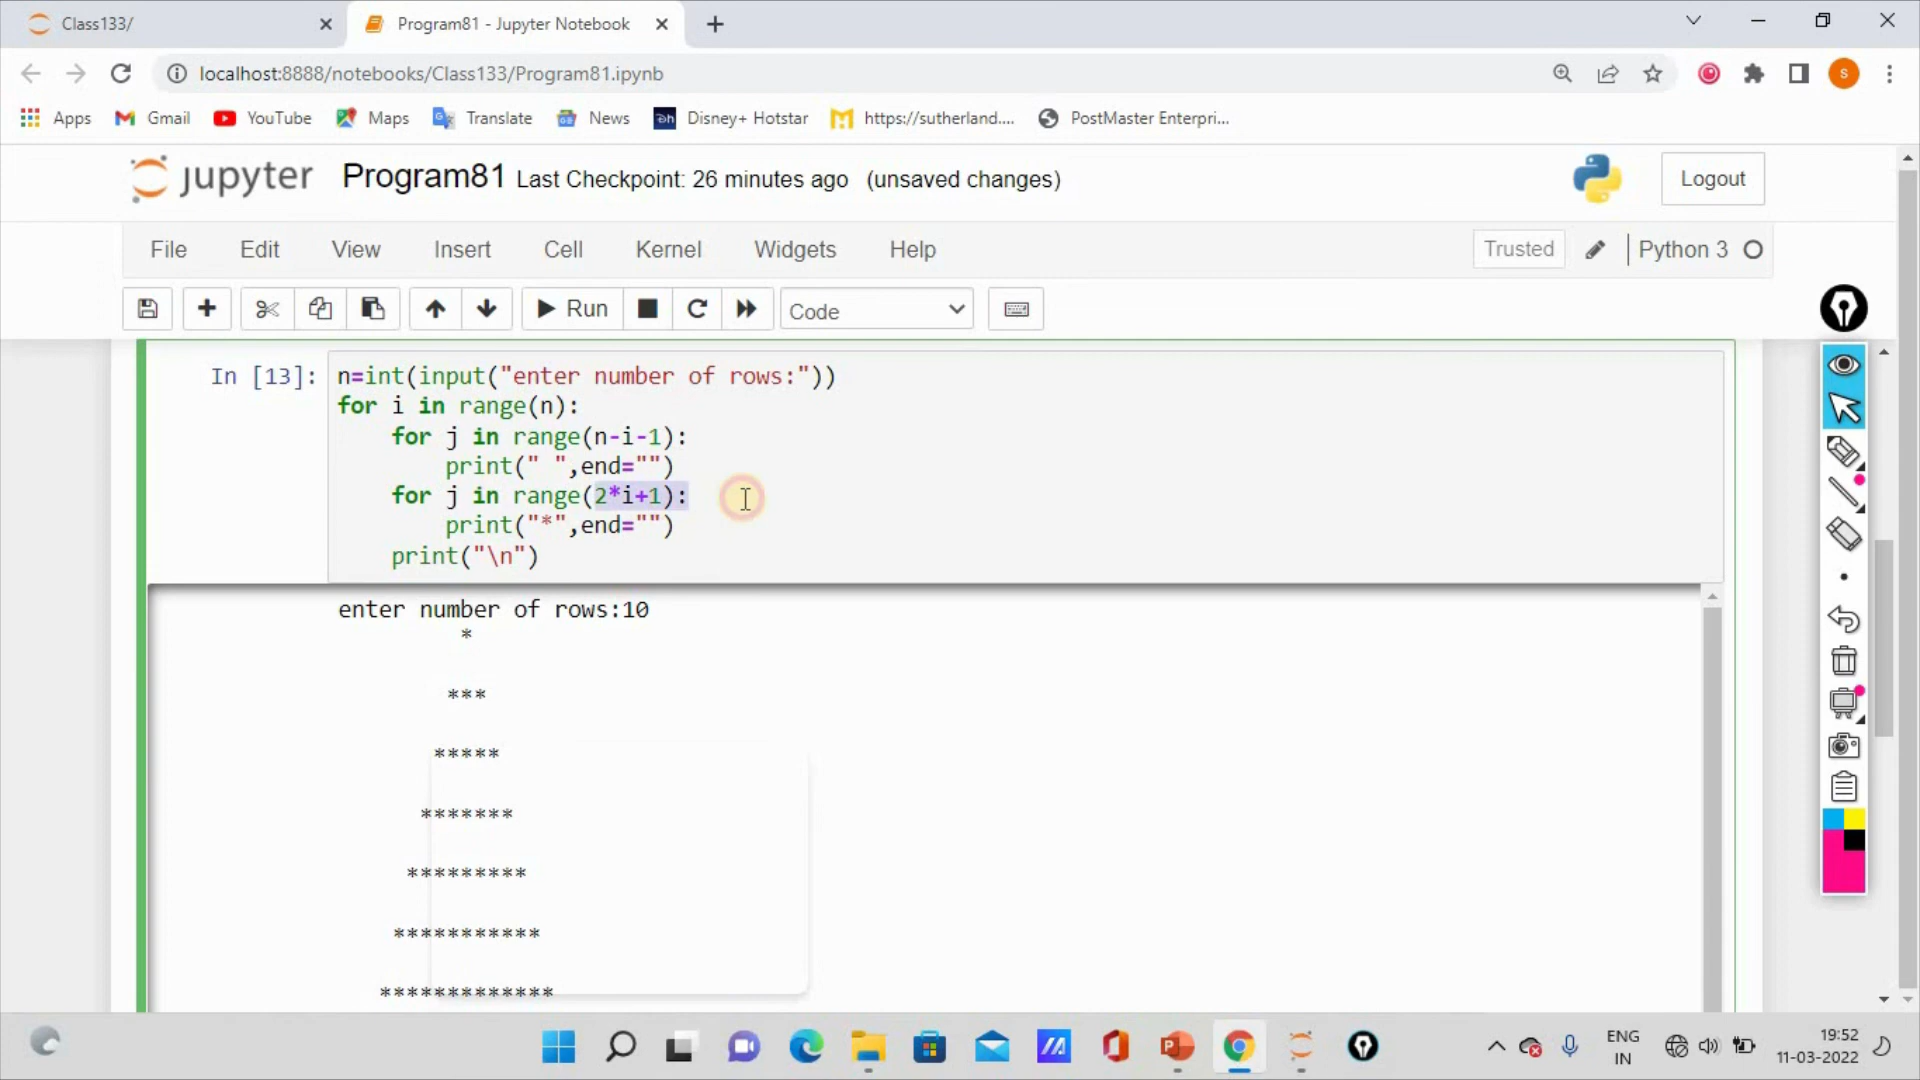 Class133/
Program81 - Jupyter Notebook
localhost:8888/notebooks/Class133/Program81.ipynb
S
Apps
Gmail
YouTube
Maps
Translate
News
Disney+ Hotstar
https://sutherland....
PostMaster Enterpri...
jupyter
Program81 Last Checkpoint: 26 minutes ago (unsaved changes)
Logout
File
Edit
View
Insert
Cell
Kernel
Widgets
Help
Trusted
Python 3
Run
Code
In [13]:
n=int(input("enter number of rows:"))
for i in range(n):
    for j in range(n-i-1):
        print(" ",end="")
    for j in range(2*i+1):
        print("*",end="")
    print("\n")
enter number of rows:10
         *
        ***
       *****
      *******
     *********
    ***********
   *************
ENG
IN
19:52
11-03-2022